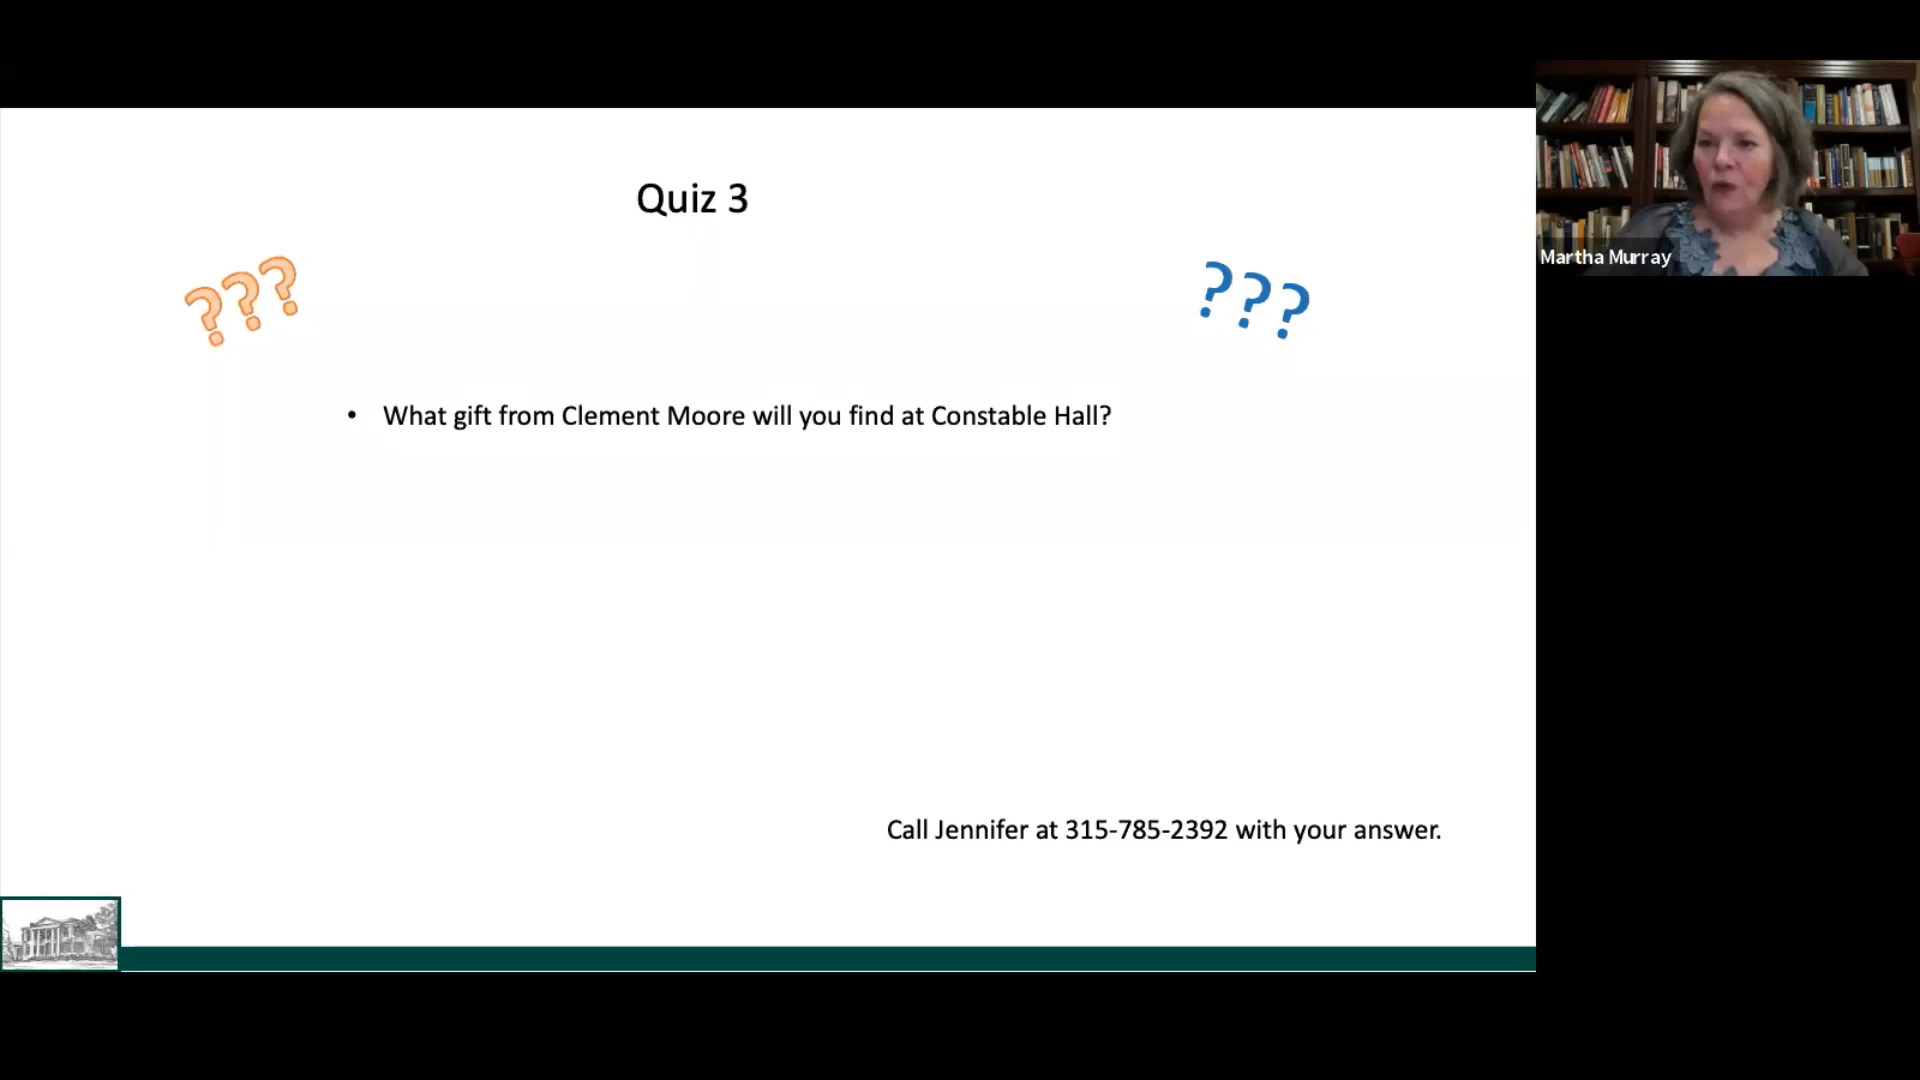 Quiz 3
???
???
• What gift from Clement Moore will you find at Constable Hall?
Call Jennifer at 315-785-2392 with your answer.
Martha Murray